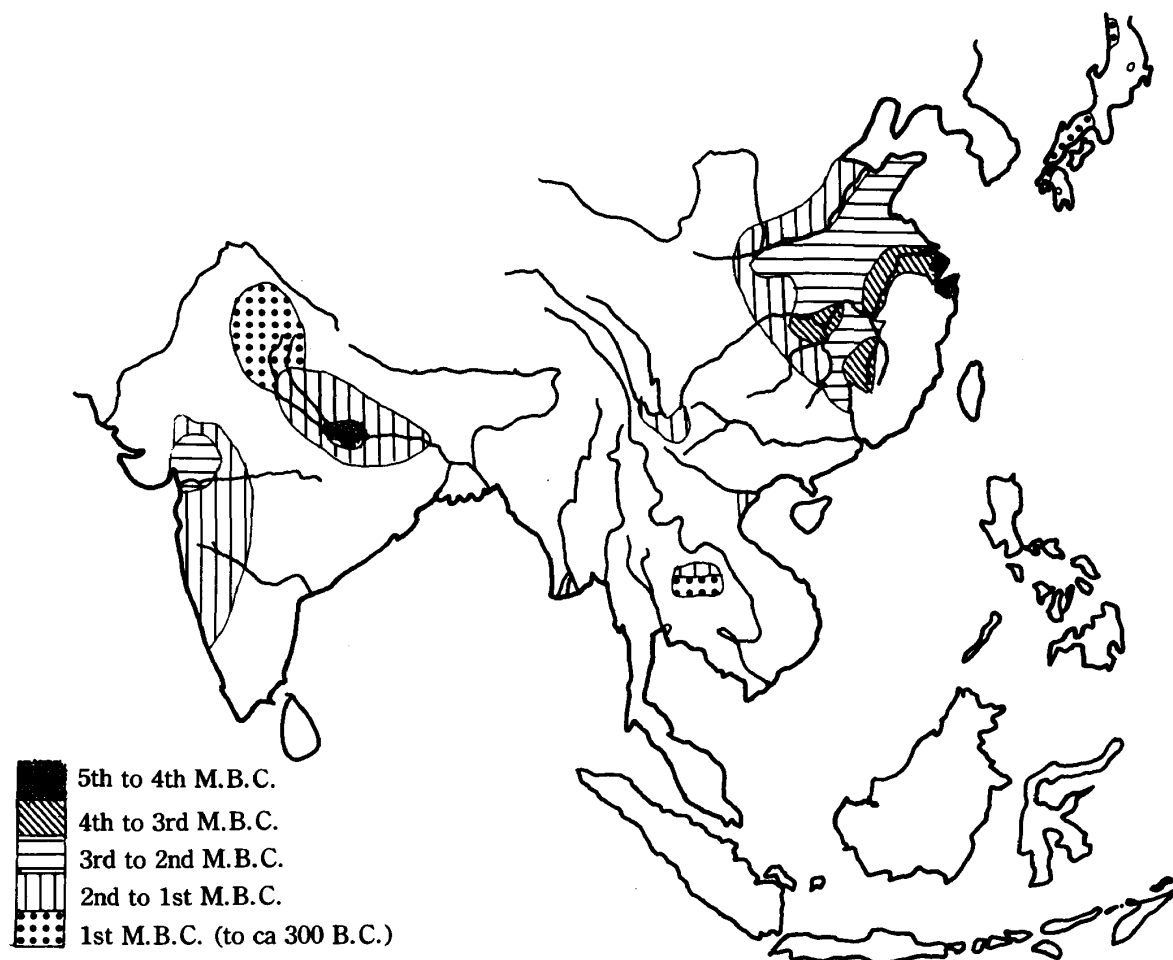 5th to 4th M.B.C.
4th to 3rd M.B.C.
3rd to 2nd M.B.C.
2nd to 1st M.B.C.
1st M.B.C. (to ca 300 B.C.)